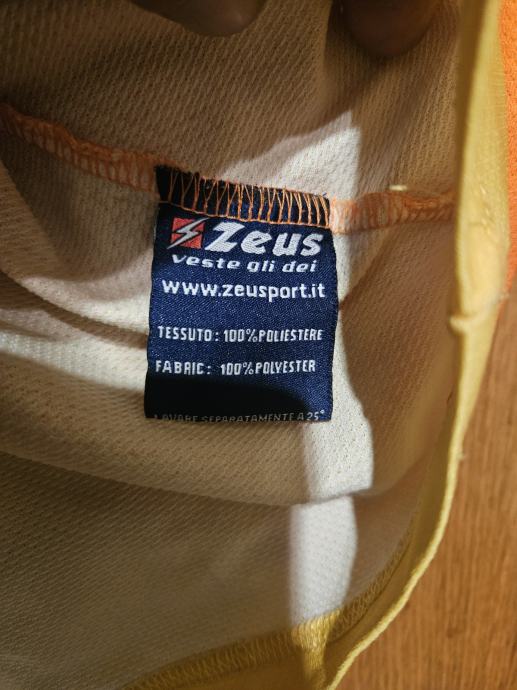 Zeus
veste gli dei
www.zeusport.it
TESSUTO: 100%POLIESTERE
FABRIC: 100%POLYESTER
LAVARE SEPARATAMENTE A 25°